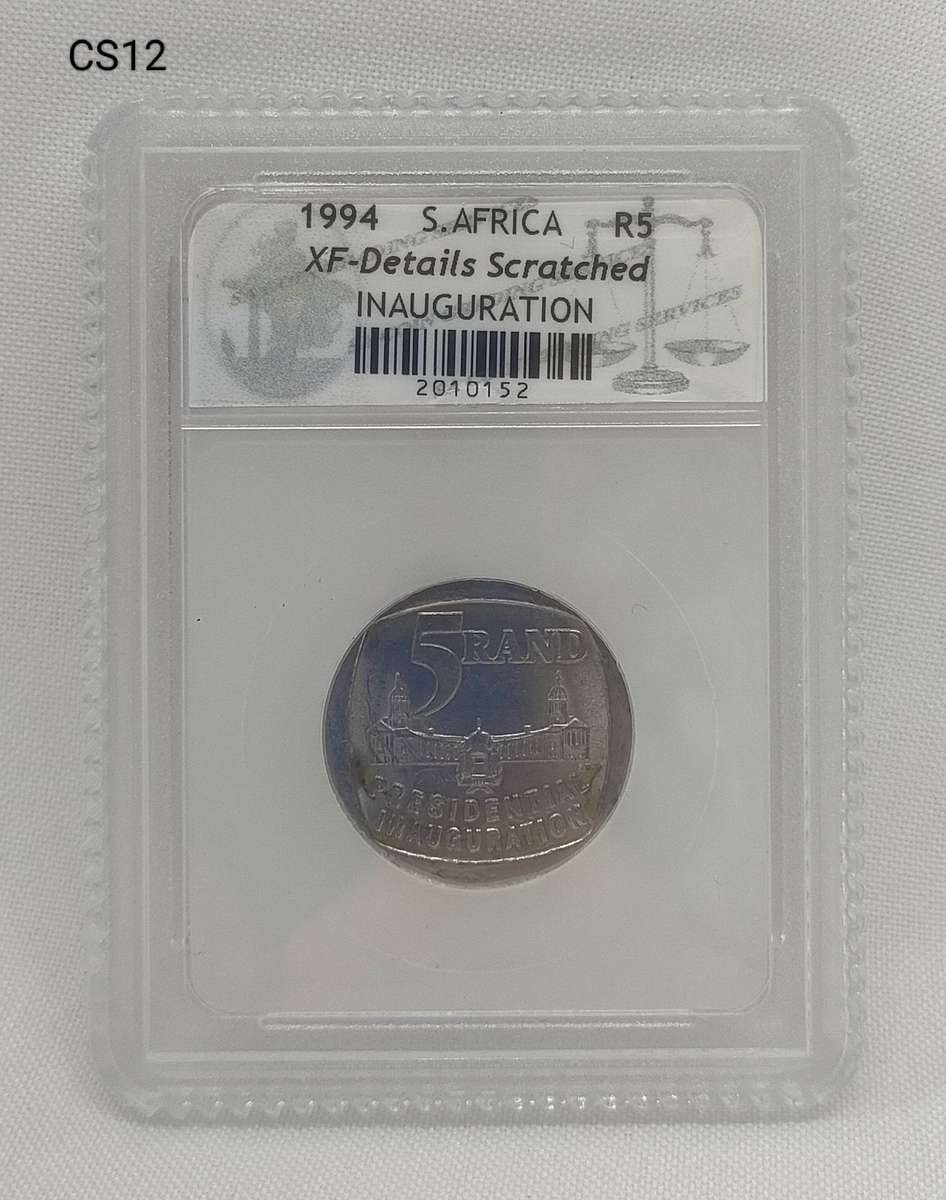 CS12
1994 S.AFRICA R5
XF-Details Scratched
INAUGURATION
2010152
5 RAND
PRESIDENTIAL
INAUGURATION